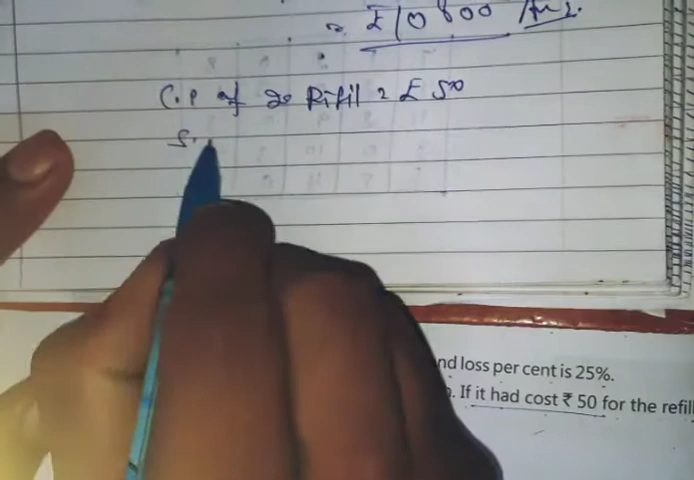 = ₹10800 Ans.
C.P of 20 Rifil = ₹ 50
S.
nd loss per cent is 25%.
. If it had cost ₹ 50 for the refill